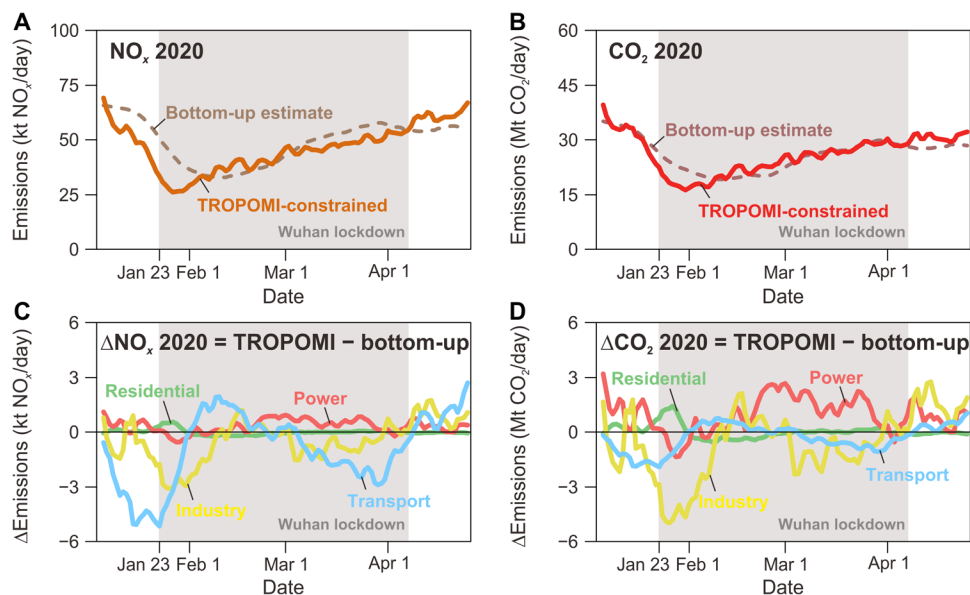 A
NOx 2020
Emissions (kt NOx/day)
100
75
50
25
0
Bottom-up estimate
TROPOMI-constrained
Wuhan lockdown
Jan 23 Feb 1 Mar 1 Apr 1
Date
B
CO2 2020
Emissions (Mt CO2/day)
60
45
30
15
0
Bottom-up estimate
TROPOMI-constrained
Wuhan lockdown
Jan 23 Feb 1 Mar 1 Apr 1
Date
C
ΔNOx 2020 = TROPOMI − bottom-up
ΔEmissions (kt NOx/day)
6
3
0
−3
−6
Residential
Power
Industry
Transport
Wuhan lockdown
Jan 23 Feb 1 Mar 1 Apr 1
Date
D
ΔCO2 2020 = TROPOMI − bottom-up
ΔEmissions (Mt CO2/day)
6
3
0
−3
−6
Residential
Power
Transport
Industry
Wuhan lockdown
Jan 23 Feb 1 Mar 1 Apr 1
Date